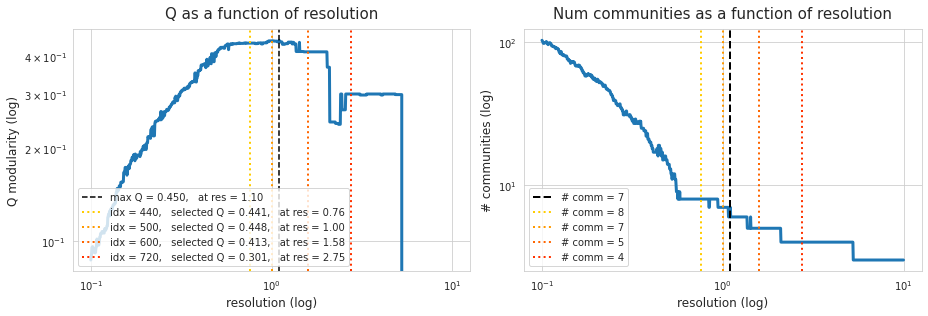 Q as a function of resolution
Q modularity (log)
4 × 10⁻¹
3 × 10⁻¹
2 × 10⁻¹
10⁻¹
max Q = 0.450,   at res = 1.10
idx = 440,   selected Q = 0.441,   at res = 0.76
idx = 500,   selected Q = 0.448,   at res = 1.00
idx = 600,   selected Q = 0.413,   at res = 1.58
idx = 720,   selected Q = 0.301,   at res = 2.75
10⁻¹
10⁰
10¹
resolution (log)
Num communities as a function of resolution
# communities (log)
10²
10¹
# comm = 7
# comm = 8
# comm = 7
# comm = 5
# comm = 4
10⁻¹
10⁰
10¹
resolution (log)